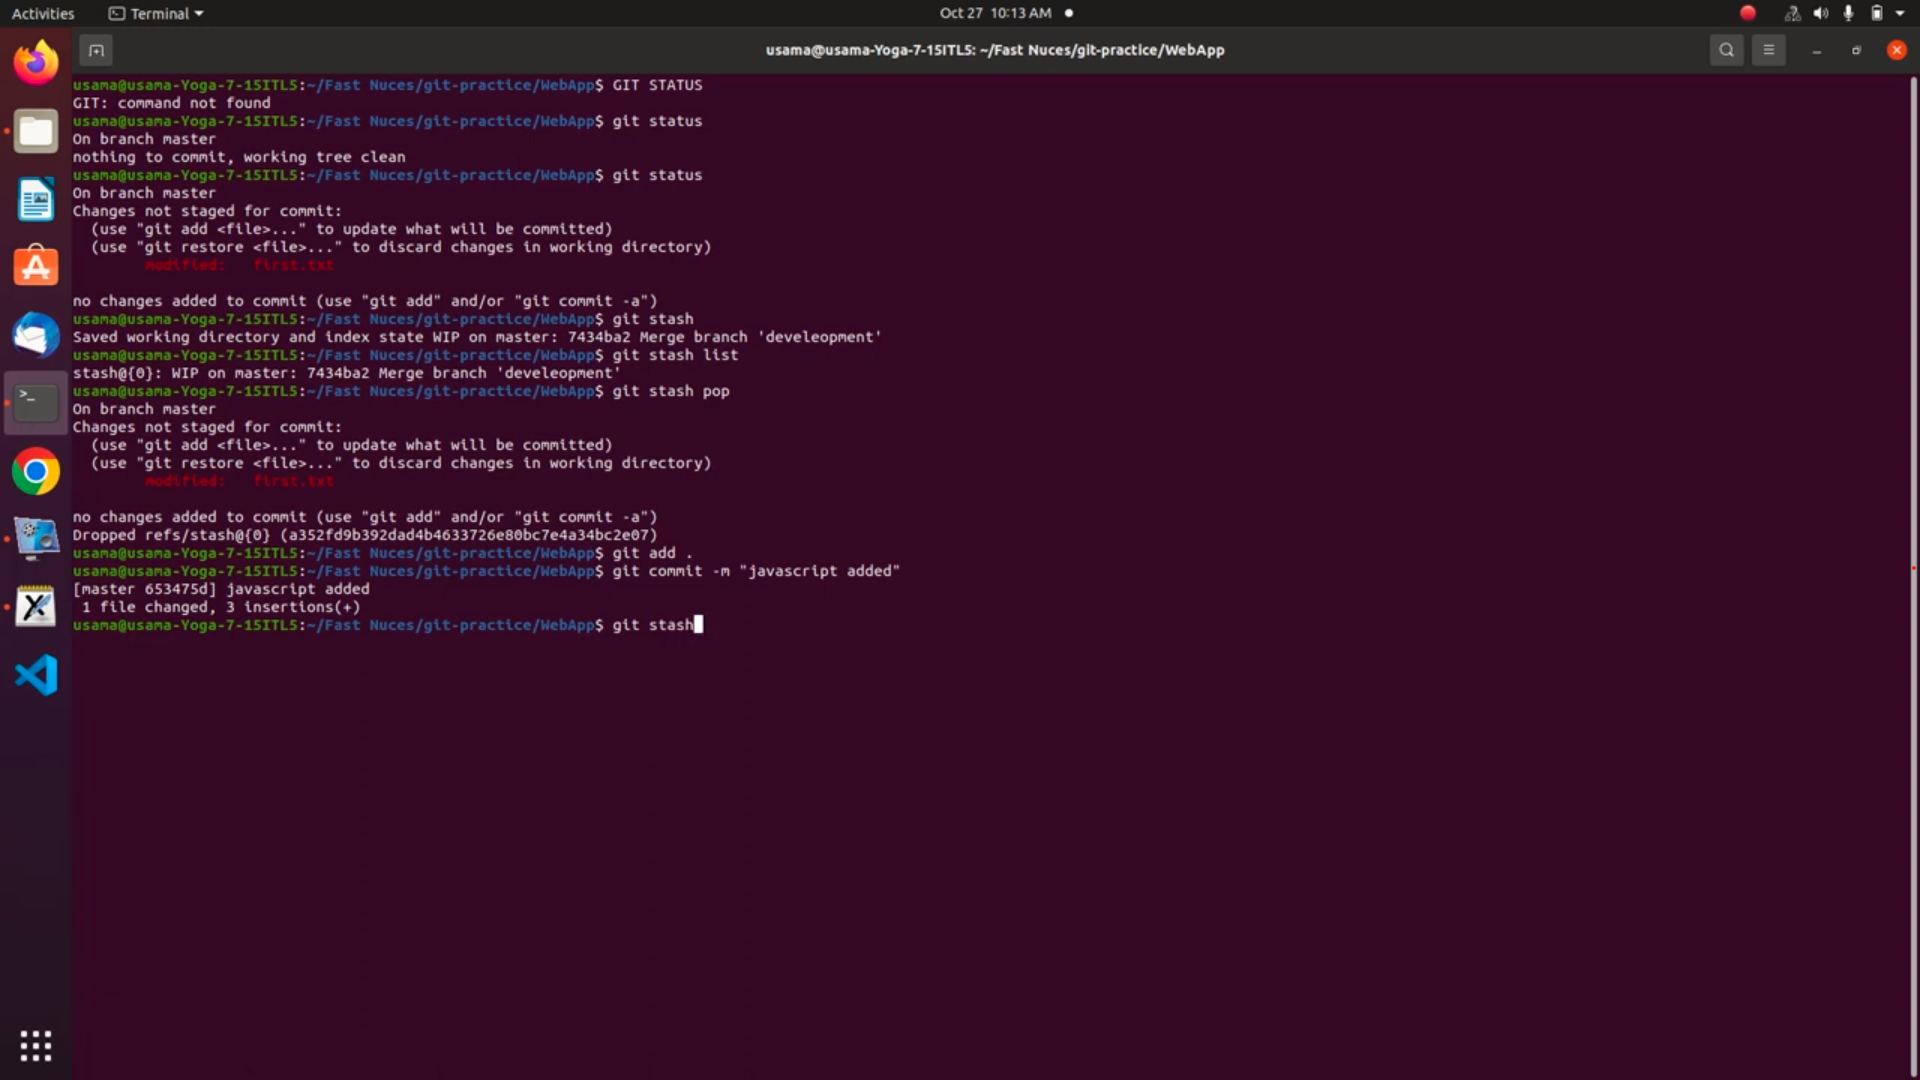 Activities
Terminal
Oct 27 10:13 AM
usama@usama-Yoga-7-15ITL5: ~/Fast Nuces/git-practice/WebApp
usama@usama-Yoga-7-15ITL5:~/Fast Nuces/git-practice/WebApp$ GIT STATUS
GIT: command not found
usama@usama-Yoga-7-15ITL5:~/Fast Nuces/git-practice/WebApp$ git status
On branch master
nothing to commit, working tree clean
usama@usama-Yoga-7-15ITL5:~/Fast Nuces/git-practice/WebApp$ git status
On branch master
Changes not staged for commit:
  (use "git add <file>..." to update what will be committed)
  (use "git restore <file>..." to discard changes in working directory)
        modified:   first.txt
no changes added to commit (use "git add" and/or "git commit -a")
usama@usama-Yoga-7-15ITL5:~/Fast Nuces/git-practice/WebApp$ git stash
Saved working directory and index state WIP on master: 7434ba2 Merge branch 'develeopment'
usama@usama-Yoga-7-15ITL5:~/Fast Nuces/git-practice/WebApp$ git stash list
stash@{0}: WIP on master: 7434ba2 Merge branch 'develeopment'
usama@usama-Yoga-7-15ITL5:~/Fast Nuces/git-practice/WebApp$ git stash pop
On branch master
Changes not staged for commit:
  (use "git add <file>..." to update what will be committed)
  (use "git restore <file>..." to discard changes in working directory)
        modified:   first.txt
no changes added to commit (use "git add" and/or "git commit -a")
Dropped refs/stash@{0} (a352fd9b392dad4b4633726e80bc7e4a34bc2e07)
usama@usama-Yoga-7-15ITL5:~/Fast Nuces/git-practice/WebApp$ git add .
usama@usama-Yoga-7-15ITL5:~/Fast Nuces/git-practice/WebApp$ git commit -m "javascript added"
[master 653475d] javascript added
 1 file changed, 3 insertions(+)
usama@usama-Yoga-7-15ITL5:~/Fast Nuces/git-practice/WebApp$ git stash